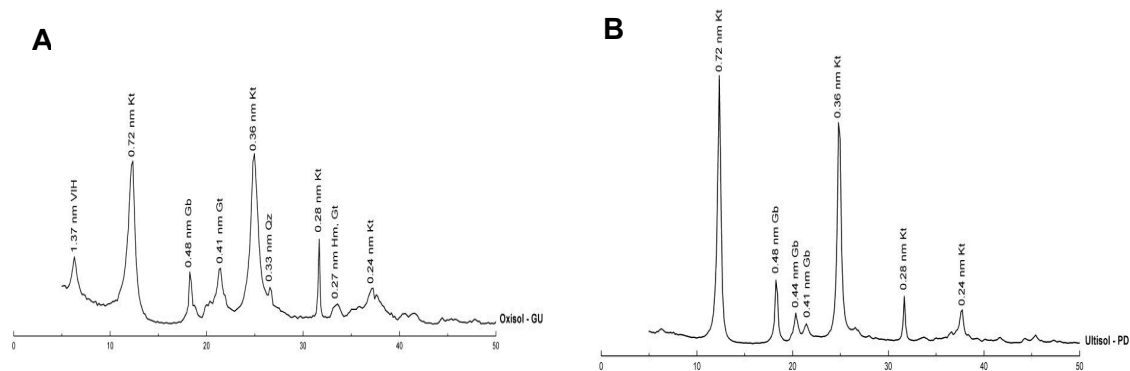 A
1.37 nm VIH
0.72 nm Kt
0.48 nm Gb
0.41 nm Gt
0.36 nm Kt
0.33 nm Qz
0.28 nm Kt
0.27 nm Hm, Gt
0.24 nm Kt
Oxisol - GU
0 10 20 30 40 50
B
0.72 nm Kt
0.48 nm Gb
0.44 nm Gb
0.41 nm Gb
0.36 nm Kt
0.28 nm Kt
0.24 nm Kt
Ultisol - PD
0 10 20 30 40 50